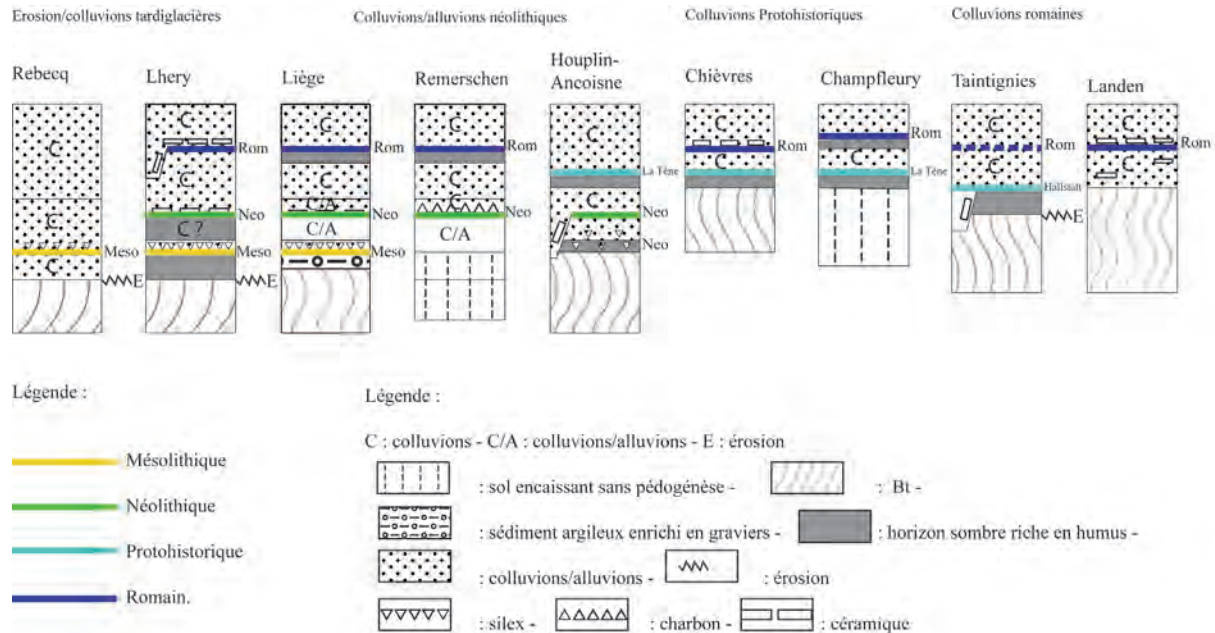 Erosion/colluvions tardiglacières
Colluvions/alluvions néolithiques
Colluvions Protohistoriques
Colluvions romaines
Rebecq
Lhery
Liège
Remerschen
Houplin-
Ancoisne
Chièvres
Champfleury
Taintignies
Landen
C
C
C
E
C
Rom
C
Neo
C ?
Meso
E
C
Rom
C
C/A
Neo
C/A
Meso
C
Rom
C
Neo
C/A
C
La Tène
C
Neo
Neo
C
Rom
C
C
Rom
C
La Tène
C
Rom
C
Hallstatt
E
C
Rom
C
Légende :
Mésolithique
Néolithique
Protohistorique
Romain.
Légende :
C : colluvions - C/A : colluvions/alluvions - E : érosion
: sol encaissant sans pédogénèse -
: Bt -
: sédiment argileux enrichi en graviers -
: horizon sombre riche en humus -
: colluvions/alluvions -
: érosion
: silex -
: charbon -
: céramique